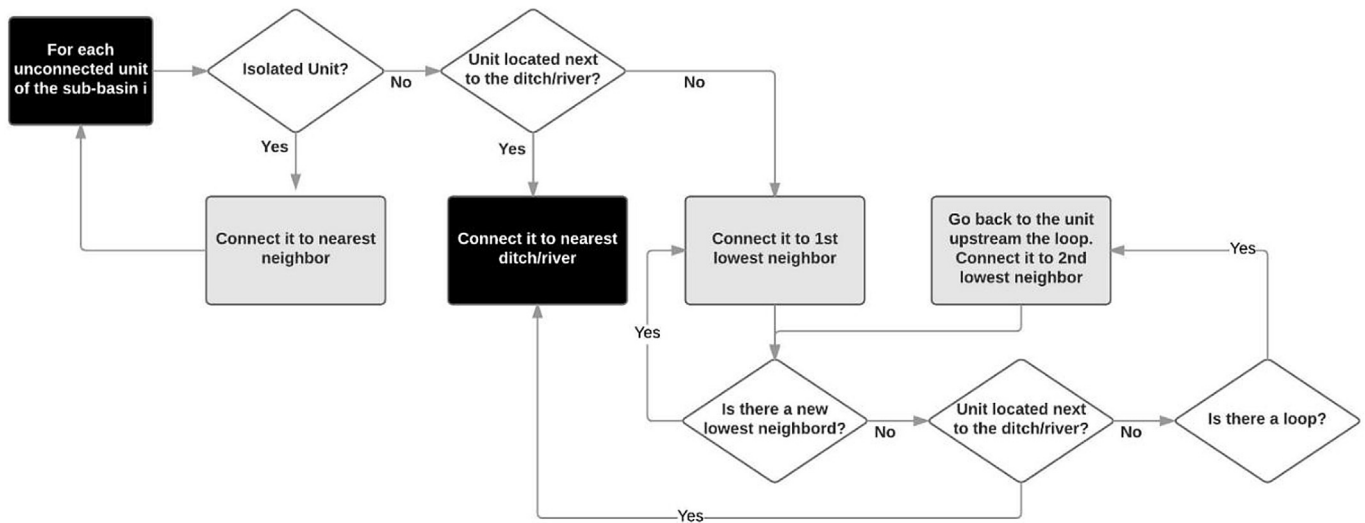 For each
unconnected unit
of the sub-basin i
Isolated Unit?
No
Unit located next
to the ditch/river?
No
Yes
Yes
Connect it to nearest
neighbor
Connect it to nearest
ditch/river
Connect it to 1st
lowest neighbor
Go back to the unit
upstream the loop.
Connect it to 2nd
lowest neighbor
Yes
Yes
Is there a new
lowest neighbord?
No
Unit located next
to the ditch/river?
No
Is there a loop?
Yes